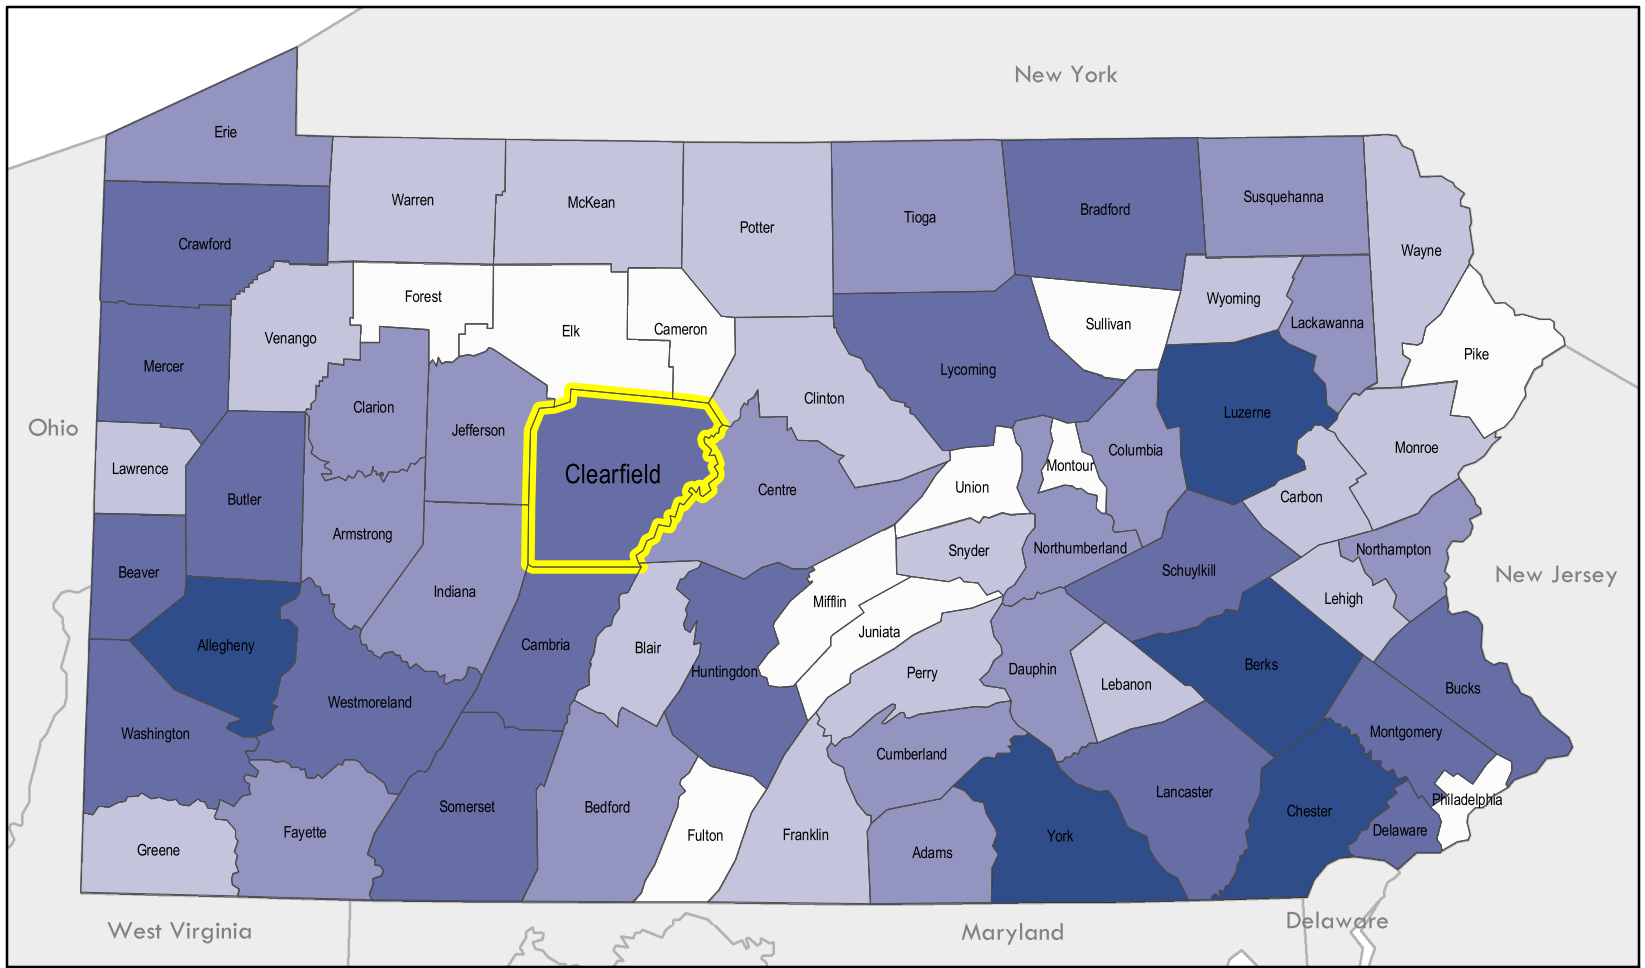 New York
Erie
Susquehanna
Warren
McKean
Bradford
Tioga
Potter
Crawford
Wayne
Forest
Wyoming
Lackawanna
Sullivan
Elk
Cameron
Venango
Pike
Mercer
Lycoming
Clinton
Clarion
Luzerne
Ohio
Jefferson
Monroe
Columbia
Montour
Lawrence
Clearfield
Centre
Union
Butler
Carbon
Armstrong
Northumberland
Snyder
Northampton
Beaver
Schuylkill
New Jersey
Indiana
Lehigh
Mifflin
Juniata
Allegheny
Cambria
Blair
Berks
Huntingdon
Perry
Dauphin
Lebanon
Bucks
Westmoreland
Washington
Montgomery
Cumberland
Lancaster
Philadelphia
Somerset
Bedford
Chester
Fayette
Fulton
Franklin
York
Delaware
Greene
Adams
Delaware
West Virginia
Maryland